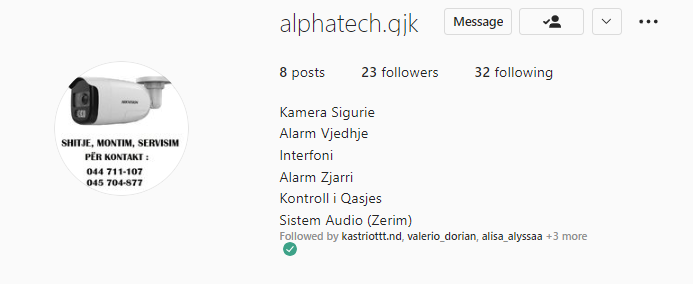 alphatech.qjk
Message
8 posts 23 followers 32 following
HIKVISION
SHITJE, MONTIM, SERVISIM
PËR KONTAKT :
044 711-107
045 704-877
Kamera Sigurie
Alarm Vjedhje
Interfoni
Alarm Zjarri
Kontroll i Qasjes
Sistem Audio (Zerim)
Followed by kastriottt.nd, valerio_dorian, alisa_alyssaa +3 more